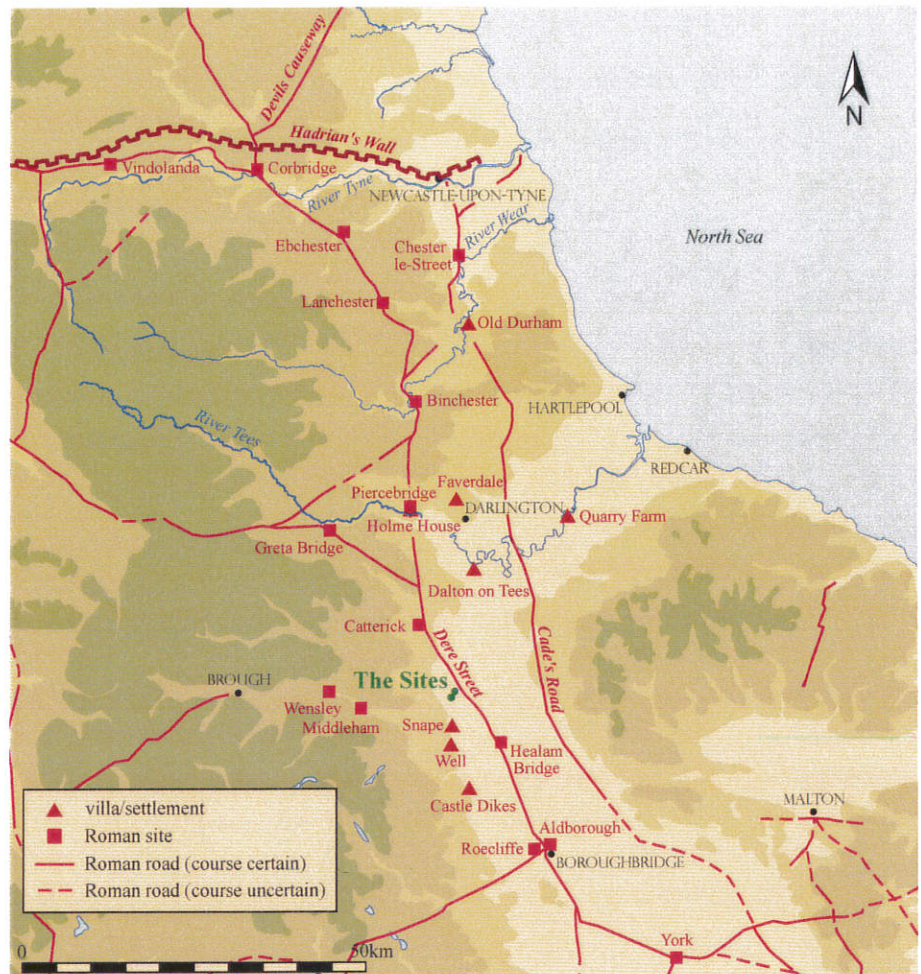 Devils Causeway
Hadrian's Wall
Vindolanda
Corbridge
River Tyne
NEWCASTLE-UPON-TYNE
N
North Sea
Ebchester
Chester
le-Street
River Wear
Lanchester
Old Durham
Binchester
HARTLEPOOL
River Tees
REDCAR
Faverdale
Piercebridge
DARLINGTON
Holme House
Quarry Farm
Greta Bridge
Dalton on Tees
Catterick
Dere Street
Cade's Road
The Sites
BROUGH
Wensley
Middleham
Snape
Well
Healam
Bridge
Castle Dikes
MALTON
Aldborough
Roecliffe
BOROUGHBRIDGE
York
villa/settlement
Roman site
Roman road (course certain)
Roman road (course uncertain)
0 50km